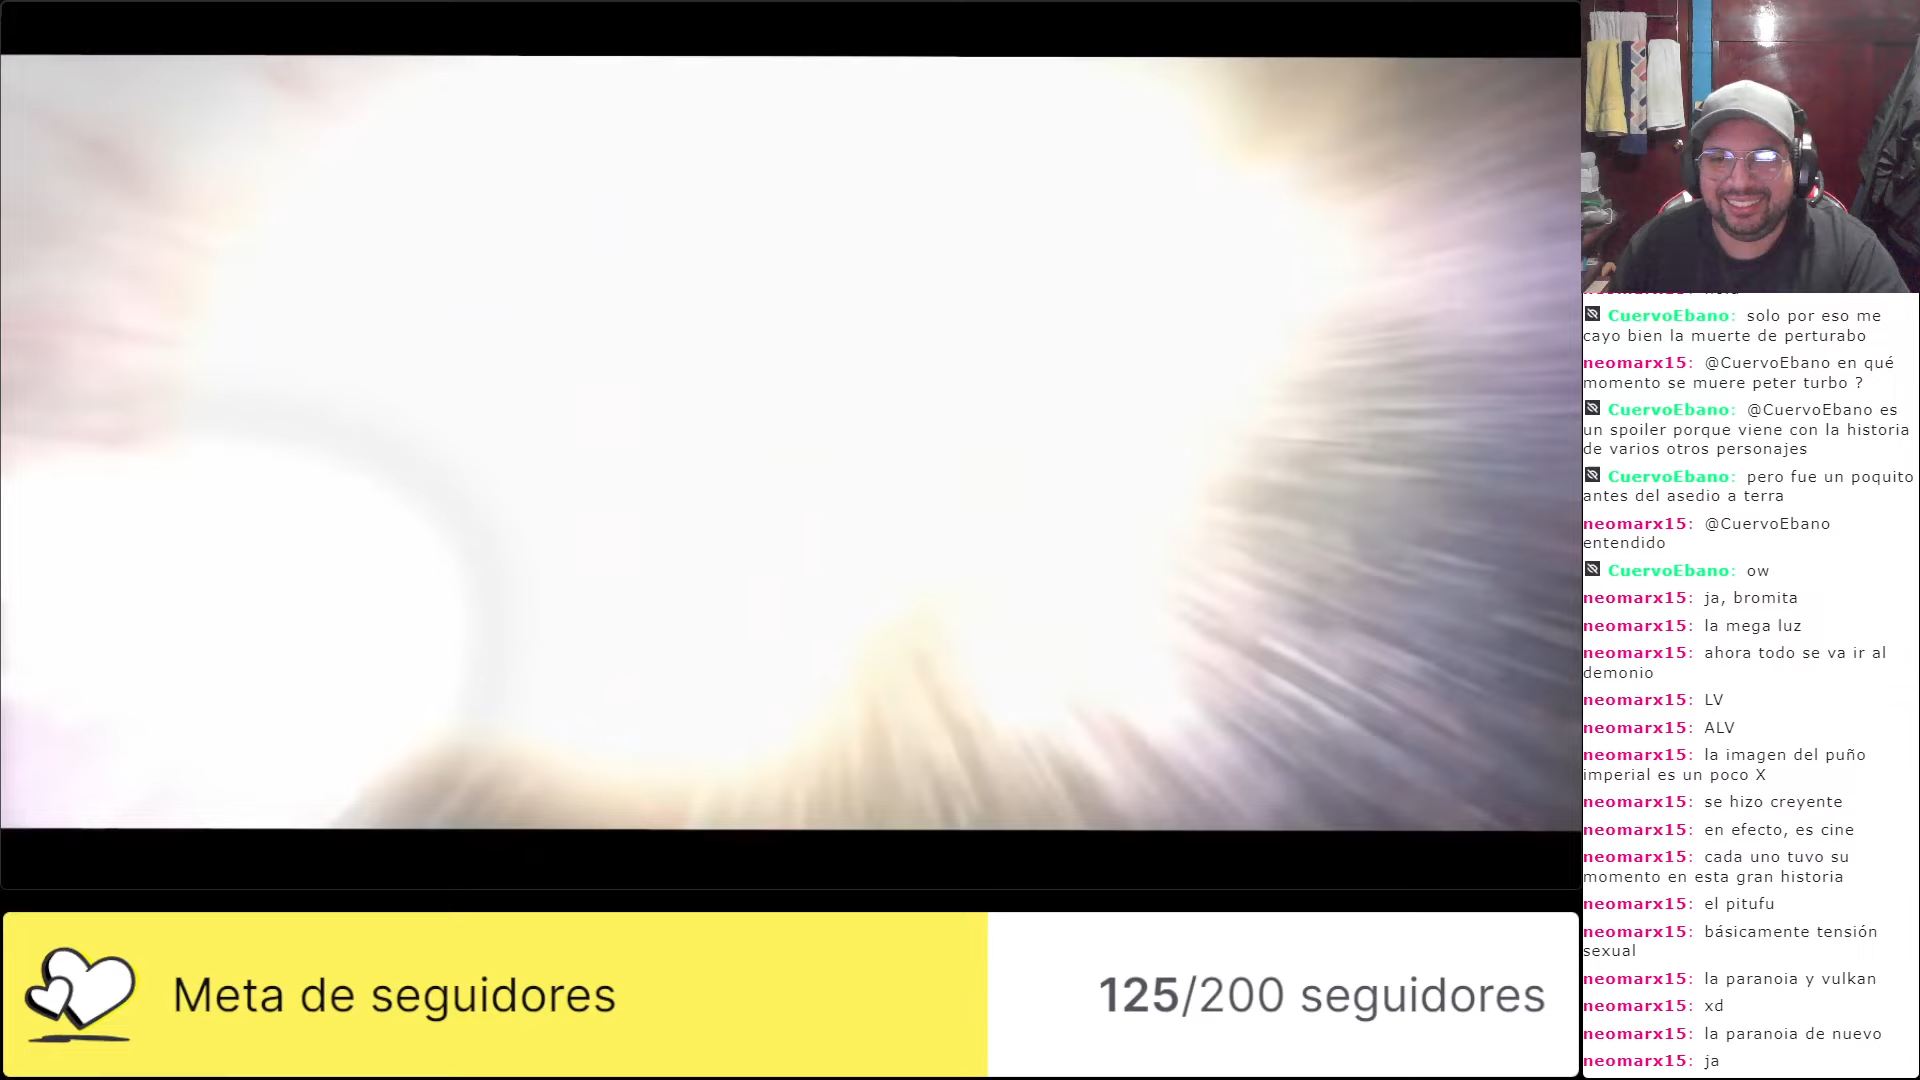 CuervoEbano: solo por eso me
cayo bien la muerte de perturabo
neomarx15: @CuervoEbano en qué
momento se muere peter turbo ?
CuervoEbano: @CuervoEbano es
un spoiler porque viene con la historia
de varios otros personajes
CuervoEbano: pero fue un poquito
antes del asedio a terra
neomarx15: @CuervoEbano
entendido
CuervoEbano: ow
neomarx15: ja, bromita
neomarx15: la mega luz
neomarx15: ahora todo se va ir al
demonio
neomarx15: LV
neomarx15: ALV
neomarx15: la imagen del puño
imperial es un poco X
neomarx15: se hizo creyente
neomarx15: en efecto, es cine
neomarx15: cada uno tuvo su
momento en esta gran historia
neomarx15: el pitufu
neomarx15: básicamente tensión
sexual
neomarx15: la paranoia y vulkan
neomarx15: xd
neomarx15: la paranoia de nuevo
neomarx15: ja
Meta de seguidores
125/200 seguidores